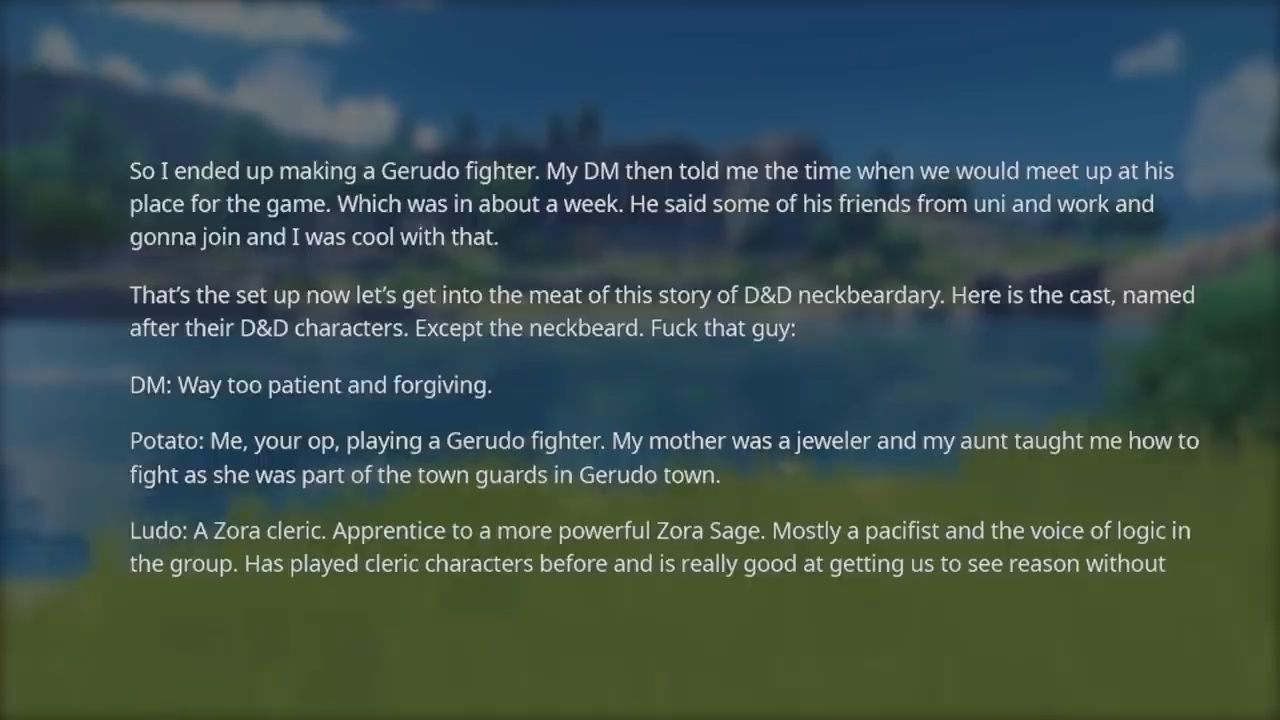 So I ended up making a Gerudo fighter. My DM then told me the time when we would meet up at his
place for the game. Which was in about a week. He said some of his friends from uni and work and
gonna join and I was cool with that.
That’s the set up now let’s get into the meat of this story of D&D neckbeardary. Here is the cast, named
after their D&D characters. Except the neckbeard. Fuck that guy:
DM: Way too patient and forgiving.
Potato: Me, your op, playing a Gerudo fighter. My mother was a jeweler and my aunt taught me how to
fight as she was part of the town guards in Gerudo town.
Ludo: A Zora cleric. Apprentice to a more powerful Zora Sage. Mostly a pacifist and the voice of logic in
the group. Has played cleric characters before and is really good at getting us to see reason without